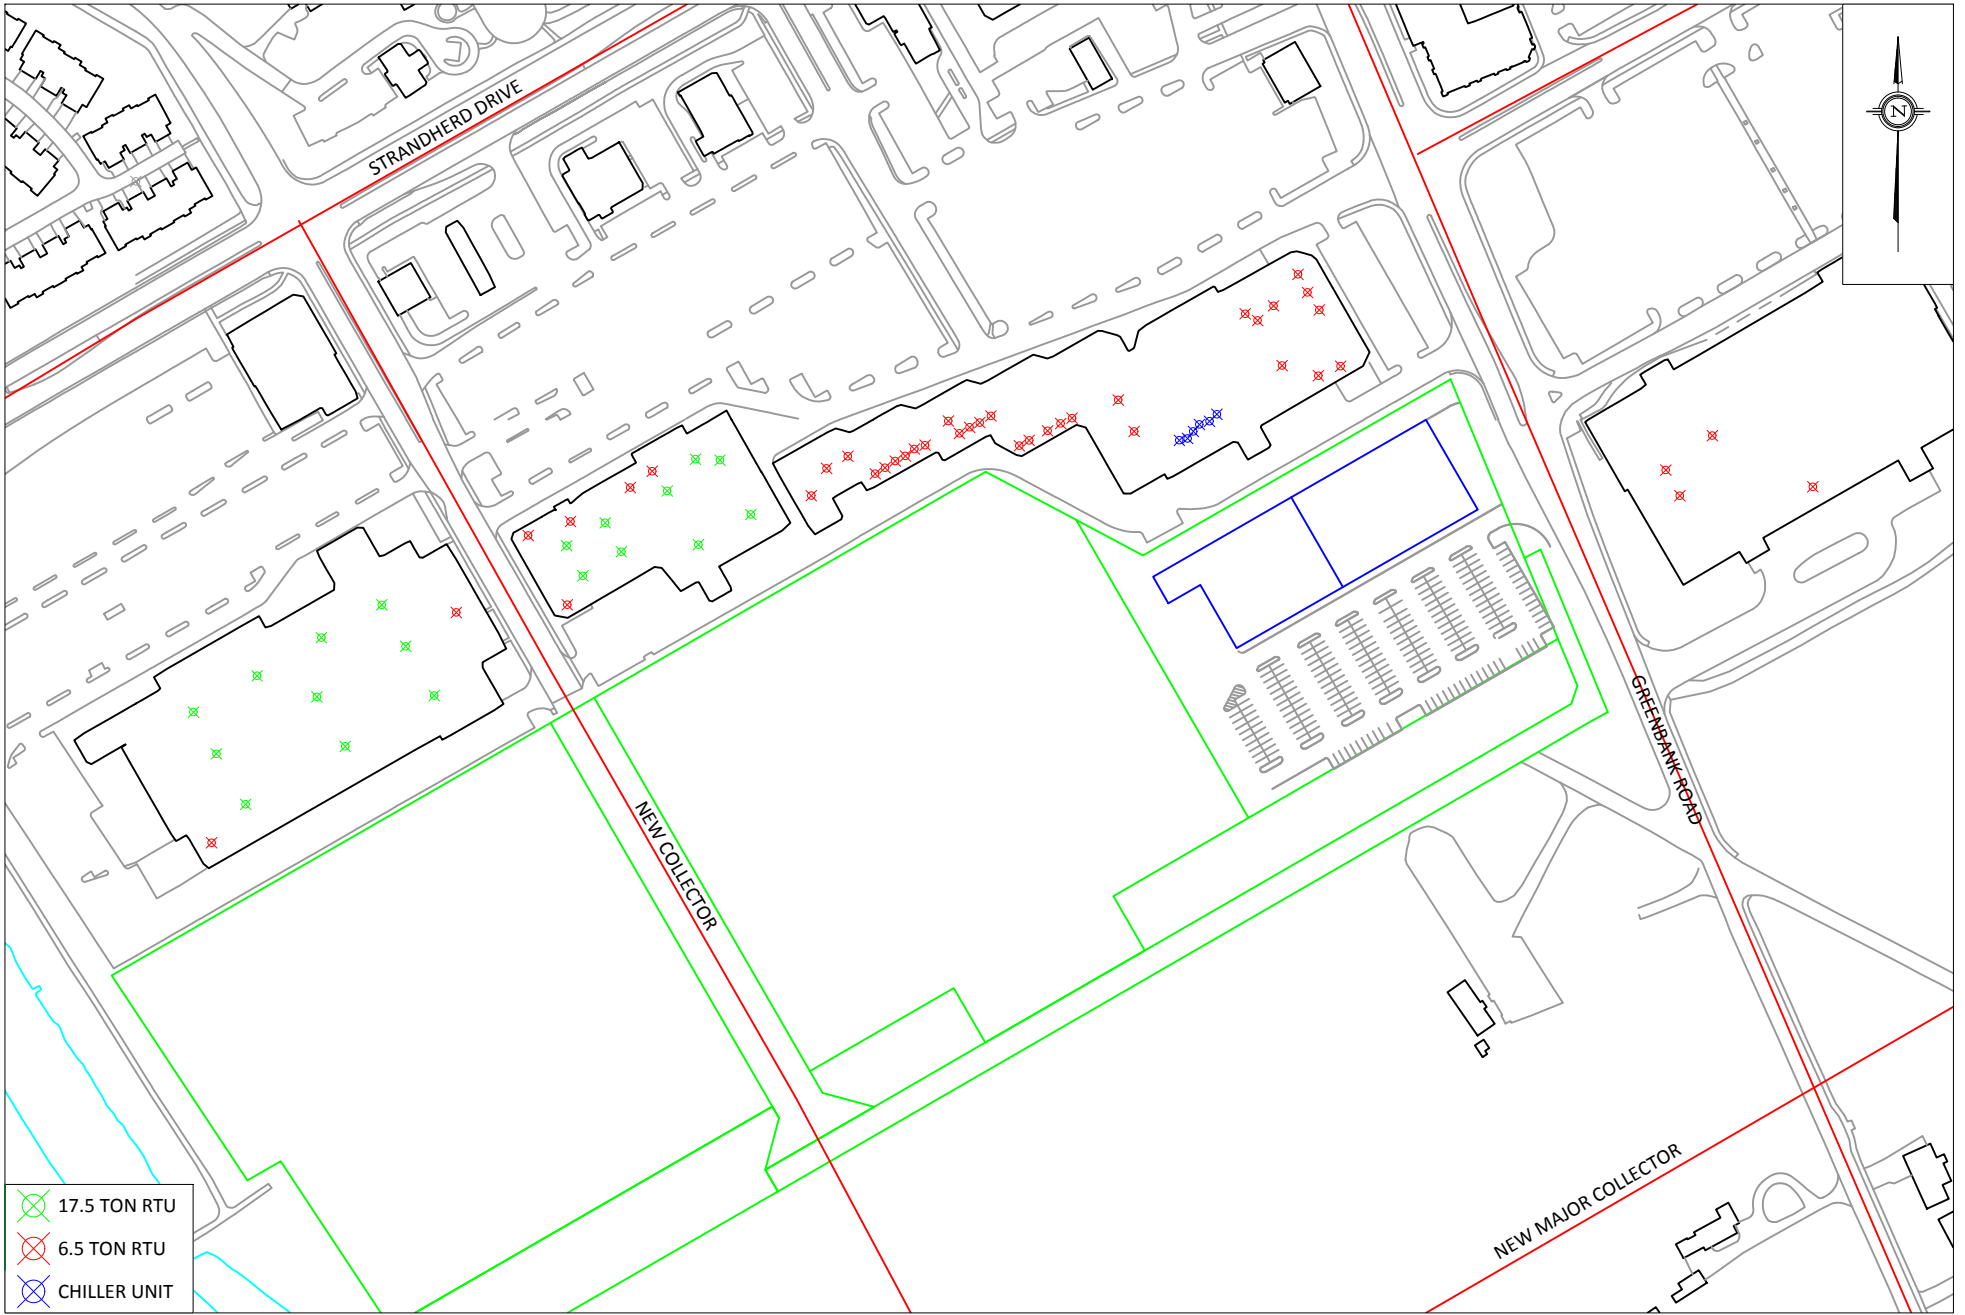 STRANDHERD DRIVE
N
GREENBANK ROAD
NEW COLLECTOR
NEW MAJOR COLLECTOR
17.5 TON RTU
6.5 TON RTU
CHILLER UNIT